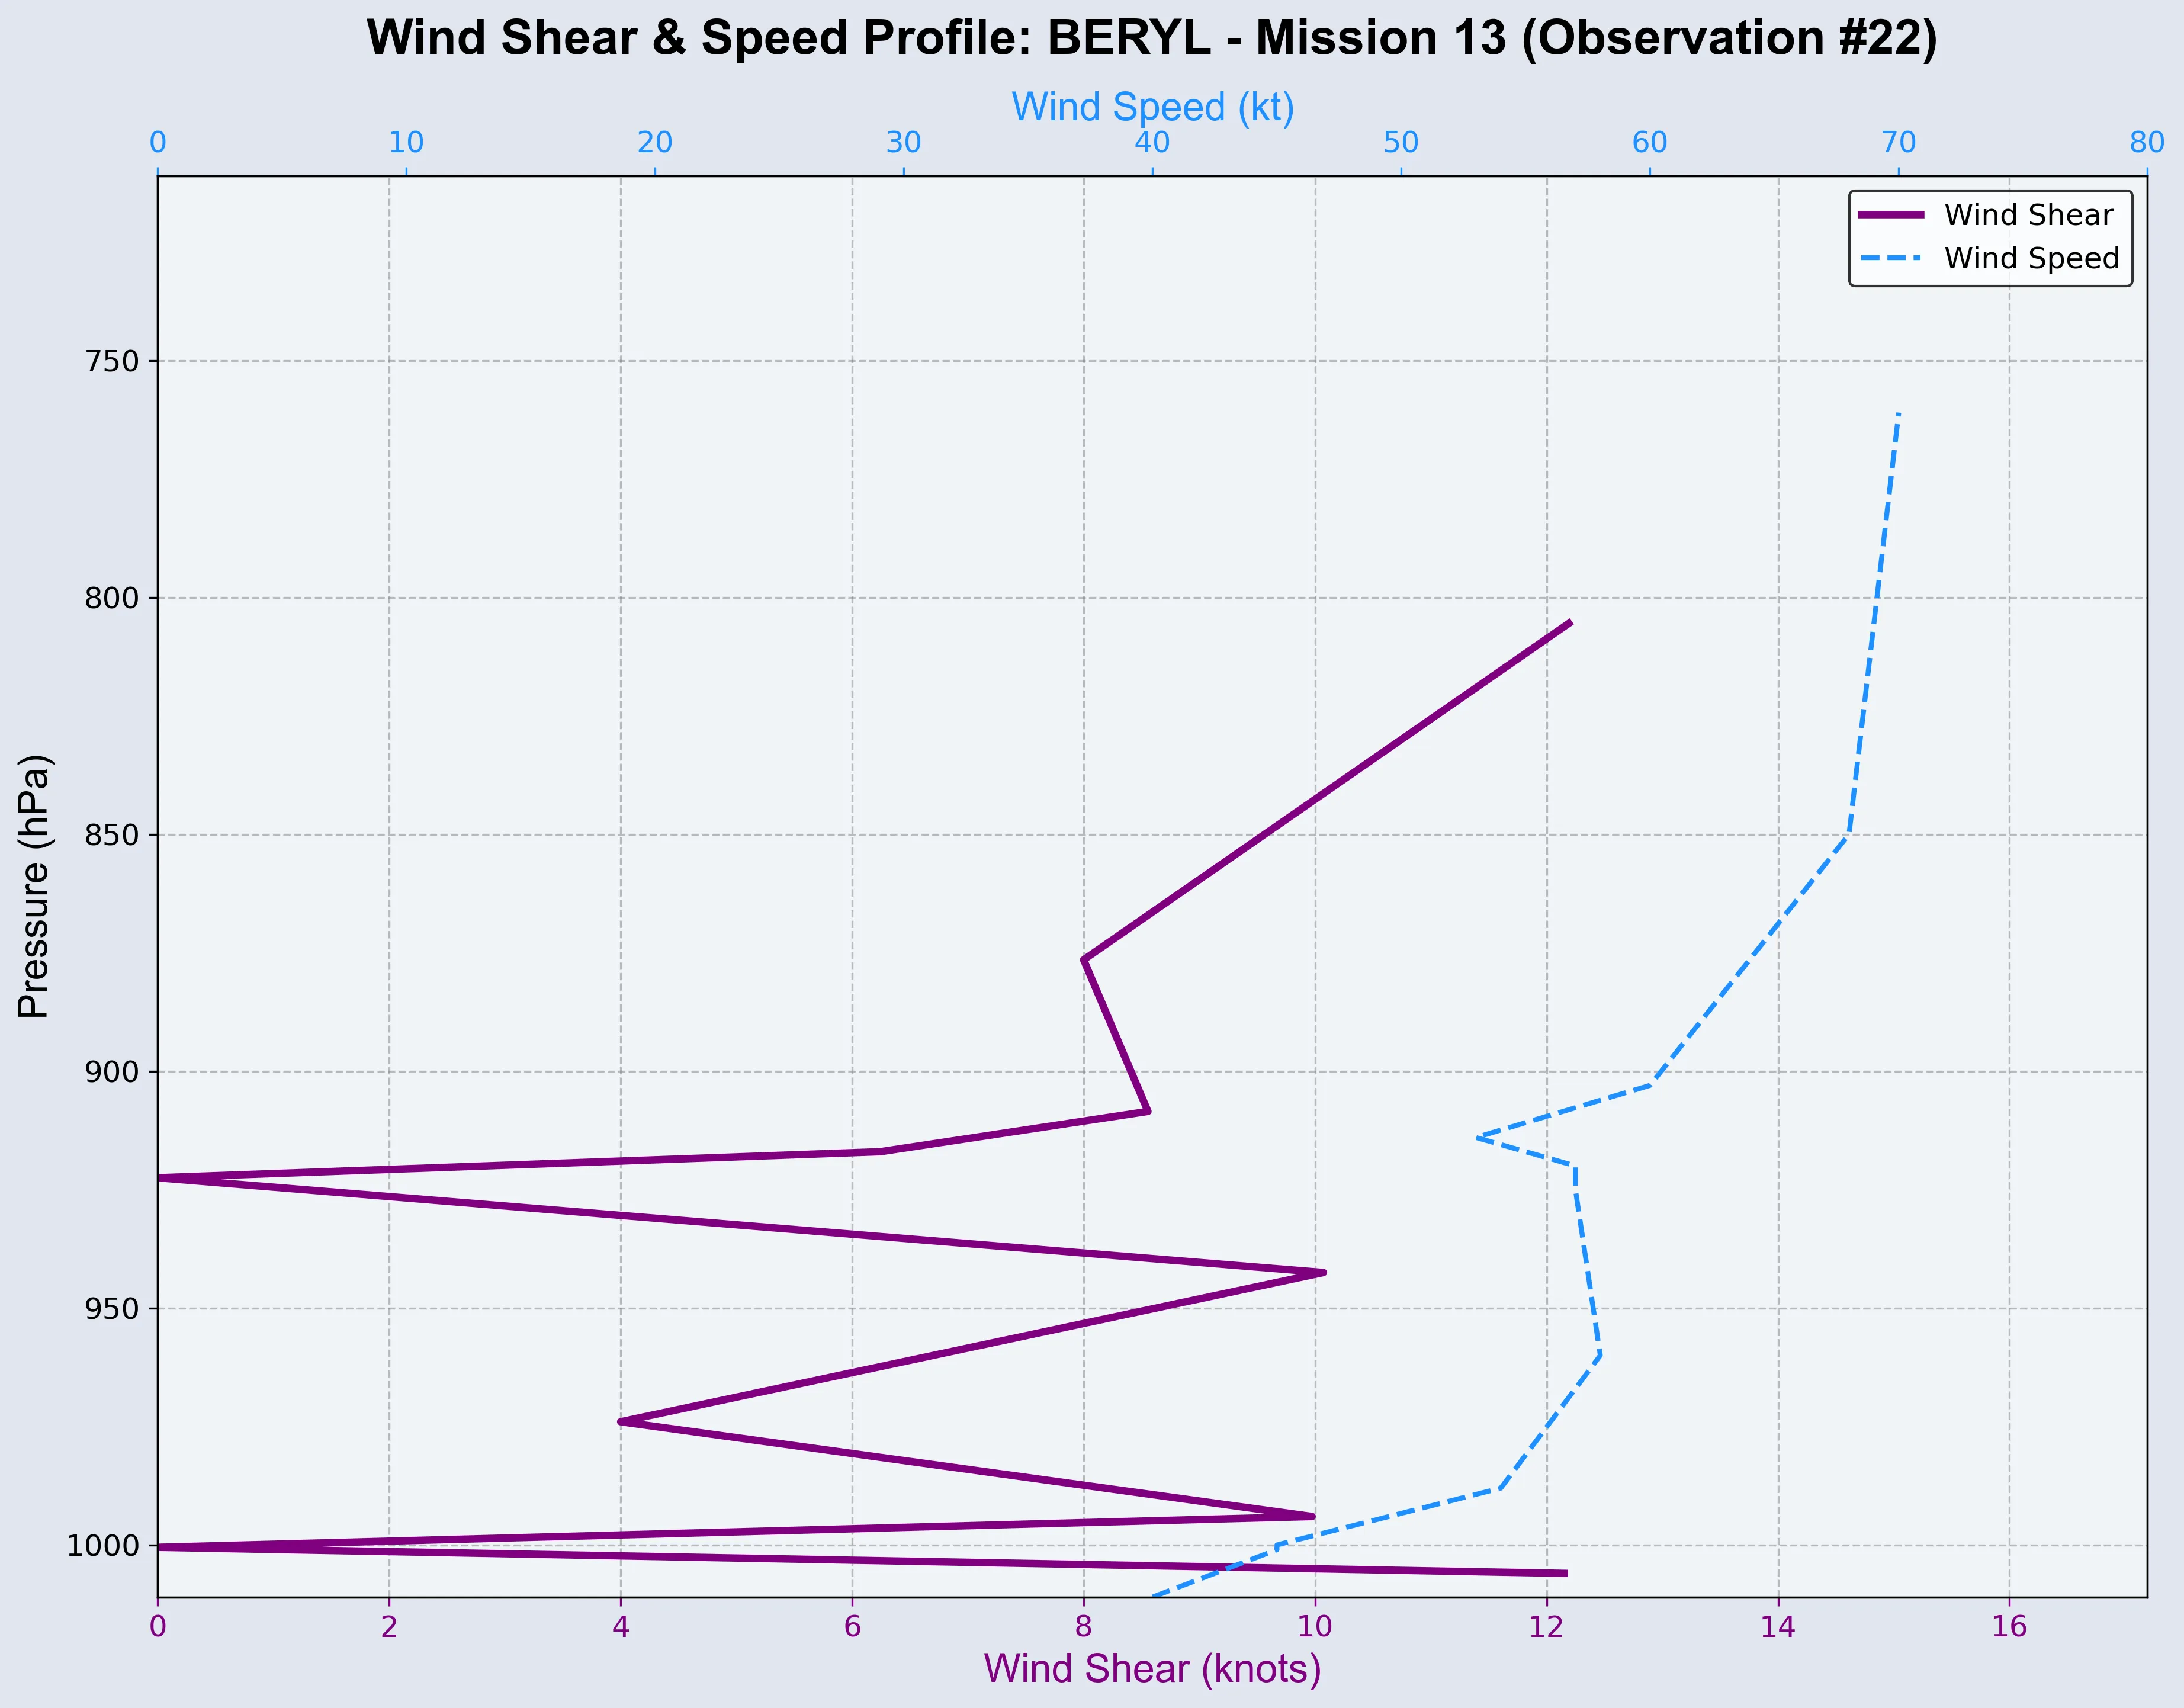 Wind Shear & Speed Profile: BERYL - Mission 13 (Observation #22)
Wind Speed (kt)
0 10 20 30 40 50 60 70 80
Wind Shear
Wind Speed
Pressure (hPa)
750
800
850
900
950
1000
0 2 4 6 8 10 12 14 16
Wind Shear (knots)